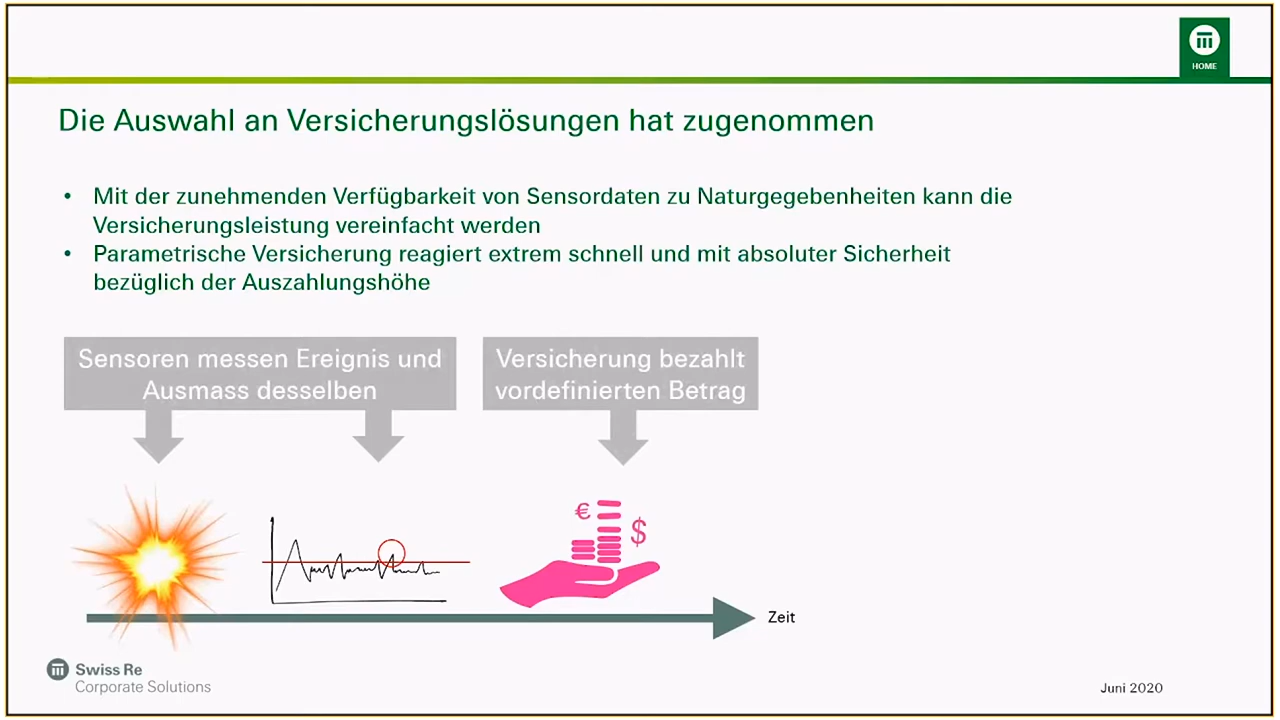 HOME
Die Auswahl an Versicherungslösungen hat zugenommen
• Mit der zunehmenden Verfügbarkeit von Sensordaten zu Naturgegebenheiten kann die
Versicherungsleistung vereinfacht werden
• Parametrische Versicherung reagiert extrem schnell und mit absoluter Sicherheit
bezüglich der Auszahlungshöhe
Sensoren messen Ereignis und
Ausmass desselben
Versicherung bezahlt
vordefinierten Betrag
€
$
Zeit
Swiss Re
Corporate Solutions
Juni 2020